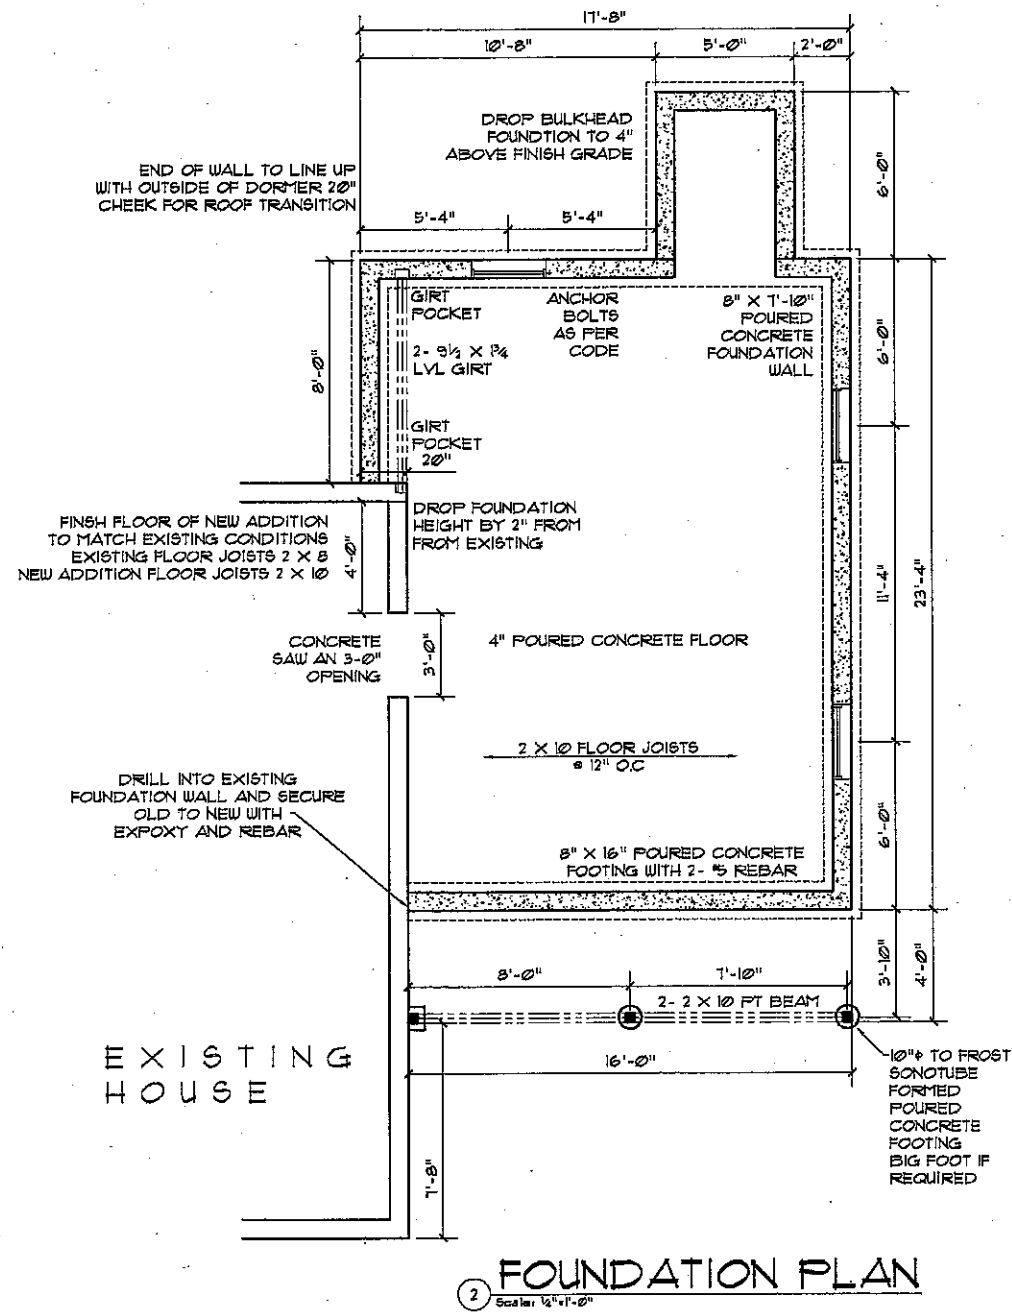 17'-8"
10'-8"
5'-0"
2'-0"
DROP BULKHEAD
FOUNDTION TO 4"
ABOVE FINISH GRADE
6'-0"
END OF WALL TO LINE UP
WITH OUTSIDE OF DORMER 20"
CHEEK FOR ROOF TRANSITION
5'-4"
5'-4"
GIRT
POCKET
ANCHOR
BOLTS
AS PER
CODE
8" X 7'-10"
POURED
CONCRETE
FOUNDATION
WALL
2- 9½ X 1¾
LVL GIRT
8'-0"
6'-0"
GIRT
POCKET
20"
DROP FOUNDATION
HEIGHT BY 2" FROM
FROM EXISTING
FINSH FLOOR OF NEW ADDITION
TO MATCH EXISTING CONDITIONS
EXISTING FLOOR JOISTS 2 X 8
NEW ADDITION FLOOR JOISTS 2 X 10
4'-0"
11'-4"
23'-4"
CONCRETE
SAW AN 3-0"
OPENING
3'-0"
4" POURED CONCRETE FLOOR
2 X 10 FLOOR JOISTS
@ 12" O.C
DRILL INTO EXISTING
FOUNDATION WALL AND SECURE
OLD TO NEW WITH
EXPOXY AND REBAR
6'-0"
8" X 16" POURED CONCRETE
FOOTING WITH 2- #5 REBAR
8'-0"
7'-10"
3'-10"
4'-0"
2- 2 X 10 PT BEAM
16'-0"
EXISTING
HOUSE
10"ϕ TO FROST
SONOTUBE
FORMED
POURED
CONCRETE
FOOTING
BIG FOOT IF
REQUIRED
7'-8"
2
FOUNDATION PLAN
Scale: ¼"=1'-0"